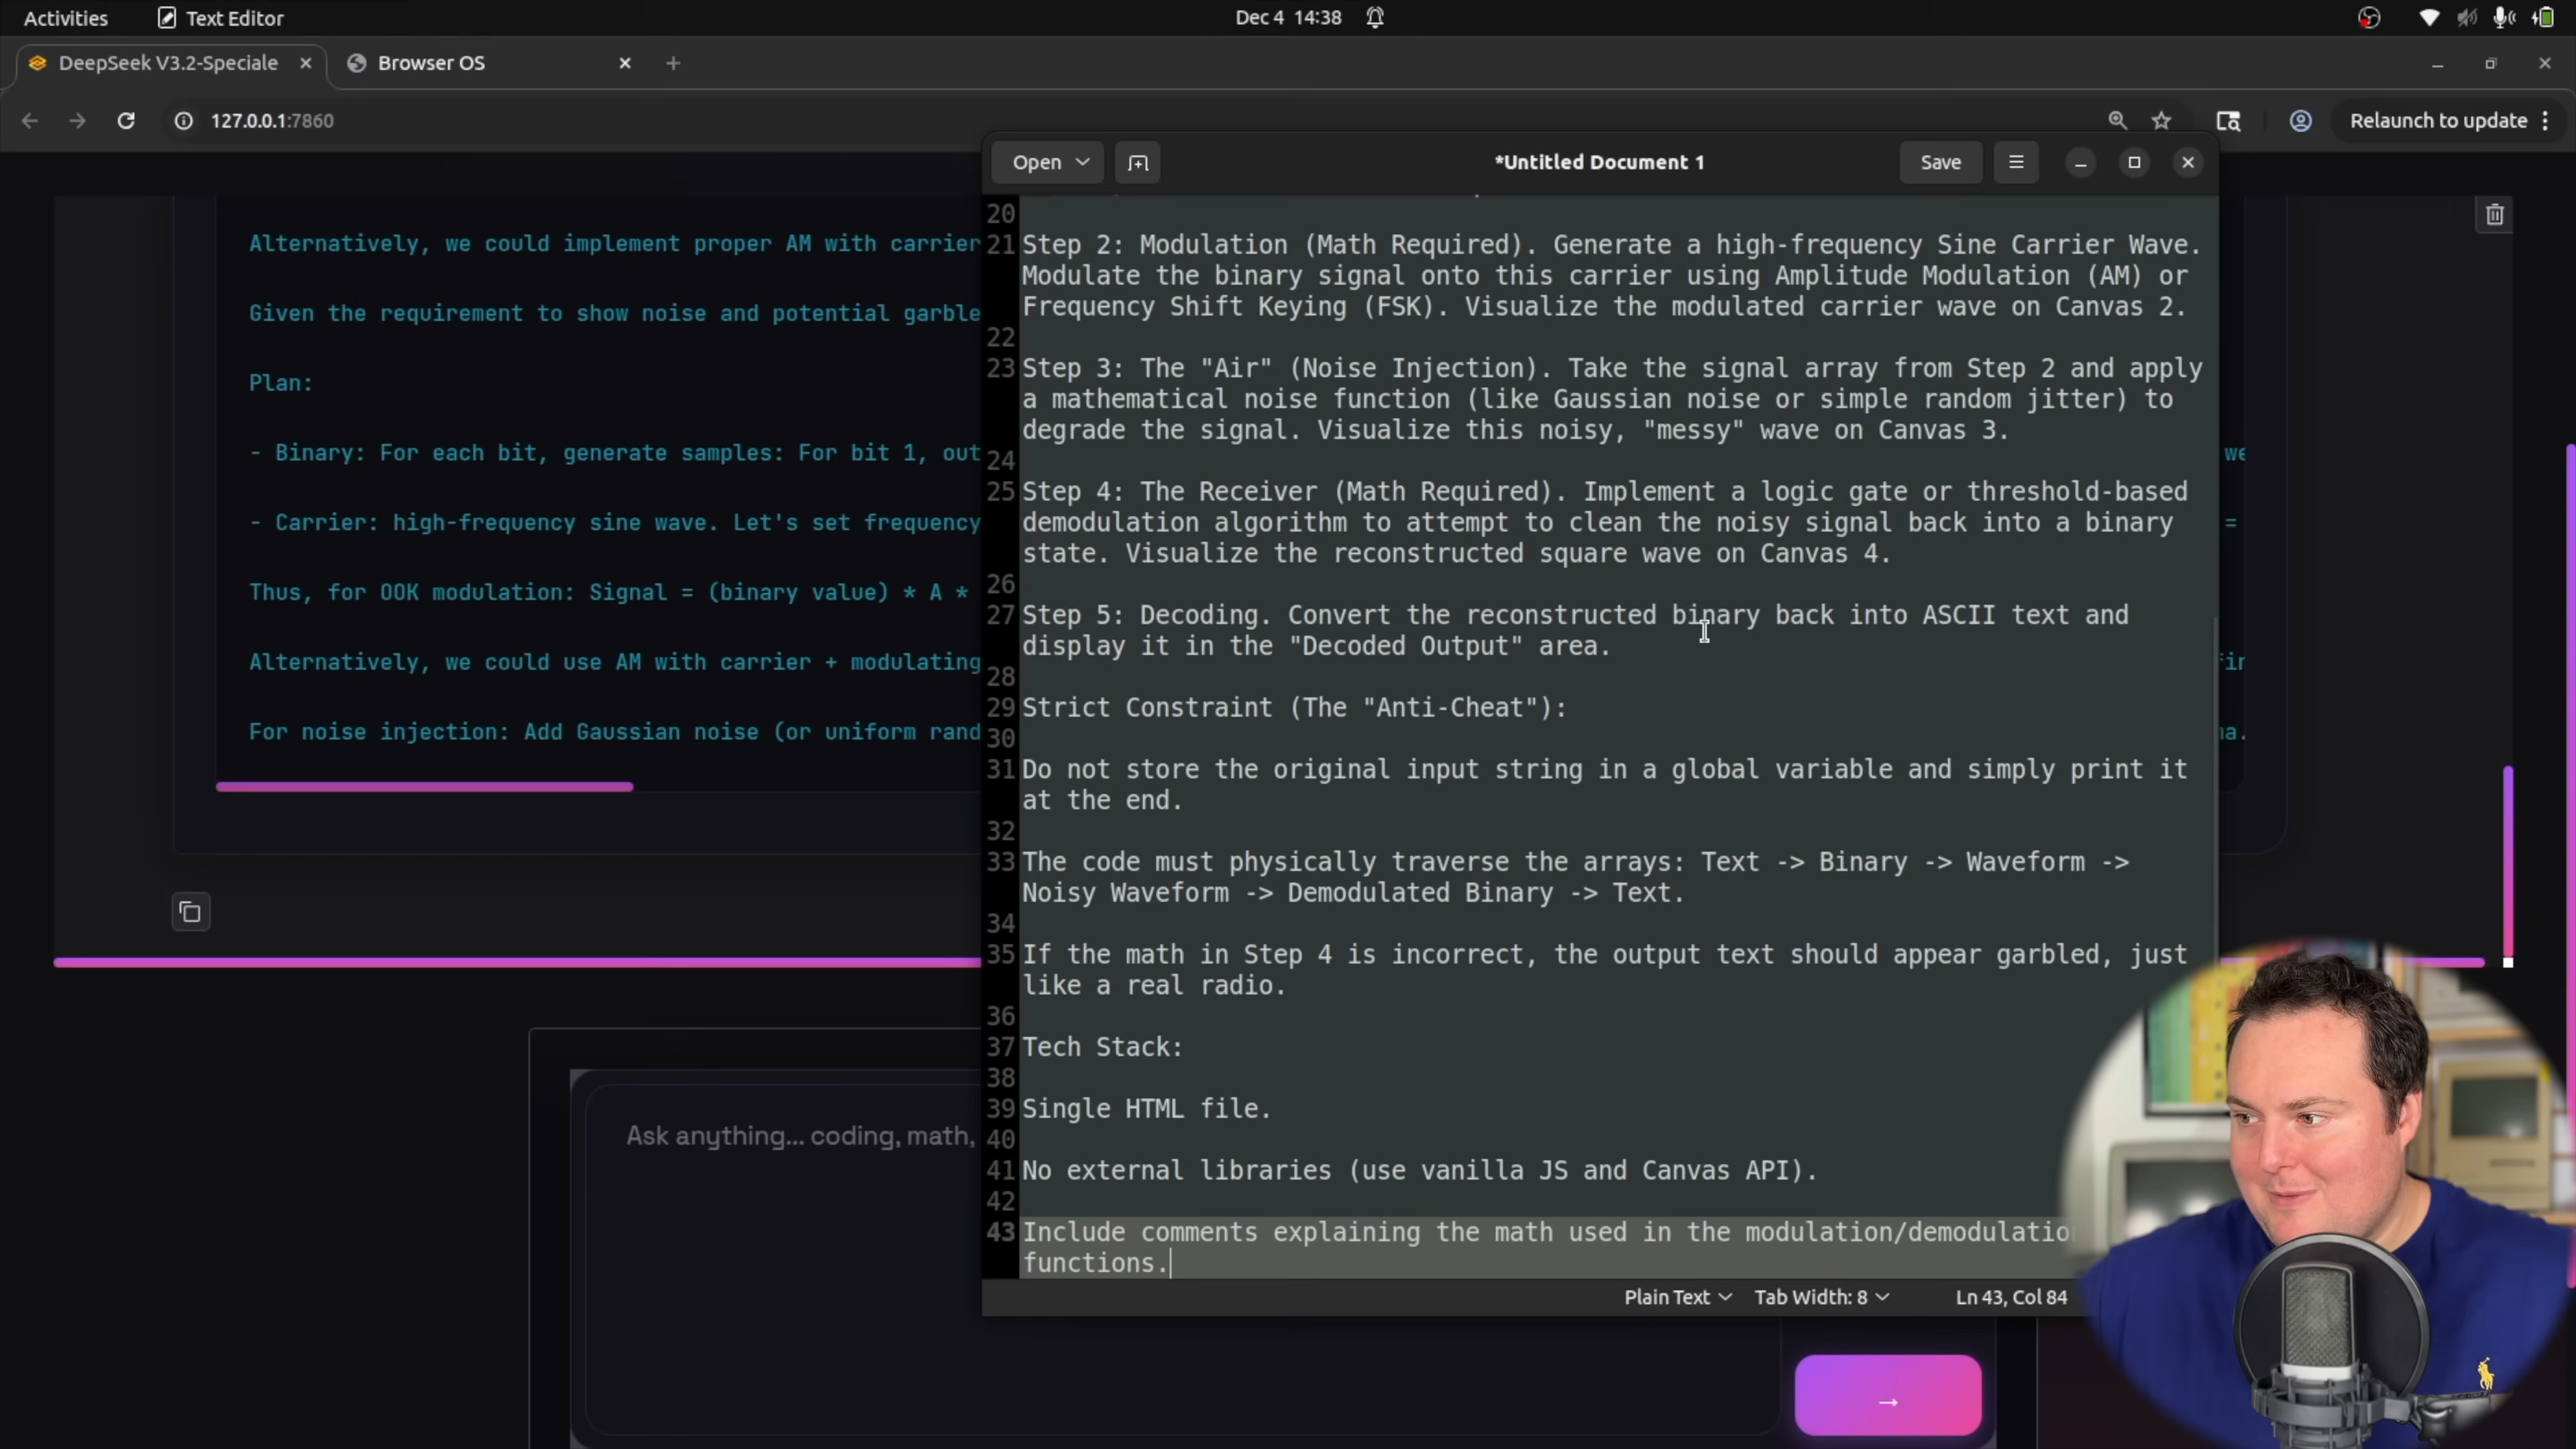 Activities
Text Editor
Dec 4 14:38
DeepSeek V3.2-Speciale
Browser OS
127.0.0.1:7860
Relaunch to update
Open
*Untitled Document 1
Save
Alternatively, we could implement proper AM with carrier
Given the requirement to show noise and potential garble
Plan:
- Binary: For each bit, generate samples: For bit 1, out
- Carrier: high-frequency sine wave. Let's set frequency
Thus, for OOK modulation: Signal = (binary value) * A *
Alternatively, we could use AM with carrier + modulating
For noise injection: Add Gaussian noise (or uniform rand
we
=
20
21 Step 2: Modulation (Math Required). Generate a high-frequency Sine Carrier Wave.
Modulate the binary signal onto this carrier using Amplitude Modulation (AM) or
Frequency Shift Keying (FSK). Visualize the modulated carrier wave on Canvas 2.
22
23 Step 3: The "Air" (Noise Injection). Take the signal array from Step 2 and apply
a mathematical noise function (like Gaussian noise or simple random jitter) to
degrade the signal. Visualize this noisy, "messy" wave on Canvas 3.
24
25 Step 4: The Receiver (Math Required). Implement a logic gate or threshold-based
demodulation algorithm to attempt to clean the noisy signal back into a binary
state. Visualize the reconstructed square wave on Canvas 4.
26
27 Step 5: Decoding. Convert the reconstructed binary back into ASCII text and
display it in the "Decoded Output" area.
28
29 Strict Constraint (The "Anti-Cheat"):
30
31 Do not store the original input string in a global variable and simply print it
at the end.
32
33 The code must physically traverse the arrays: Text -> Binary -> Waveform ->
Noisy Waveform -> Demodulated Binary -> Text.
34
35 If the math in Step 4 is incorrect, the output text should appear garbled, just
like a real radio.
36
37 Tech Stack:
38
39 Single HTML file.
40
41 No external libraries (use vanilla JS and Canvas API).
42
43 Include comments explaining the math used in the modulation/demodulatio
functions.
Ask anything... coding, math,
→
Plain Text
Tab Width: 8
Ln 43, Col 84